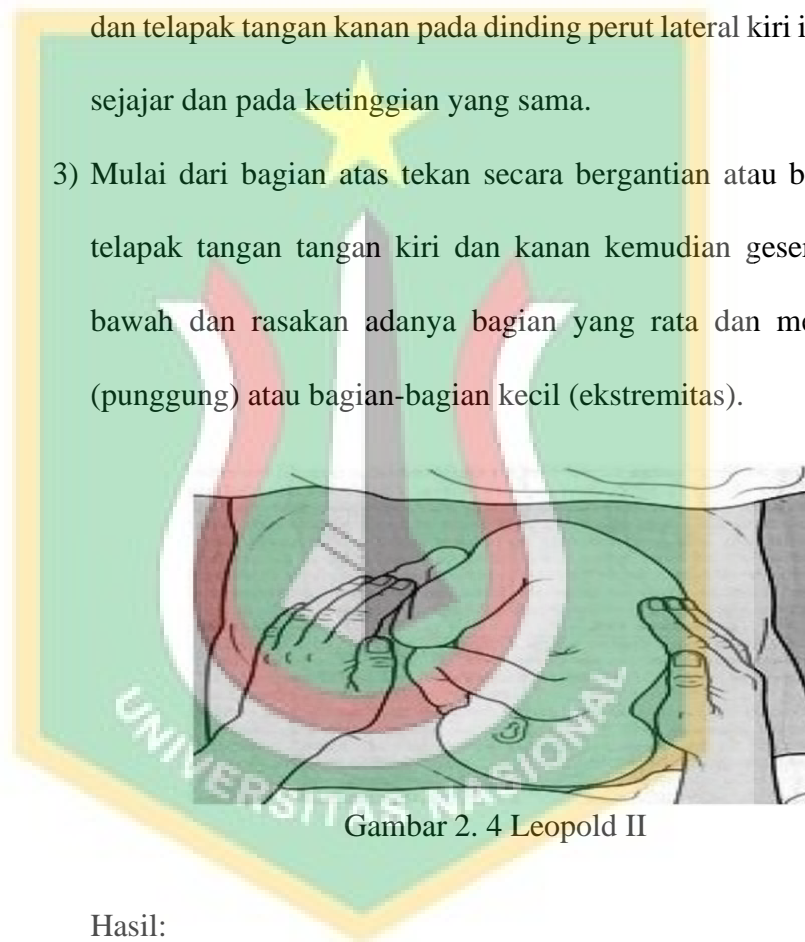 dan telapak tangan kanan pada dinding perut lateral kiri
sejajar dan pada ketinggian yang sama.
3) Mulai dari bagian atas tekan secara bergantian atau
telapak tangan tangan kiri dan kanan kemudian
bawah dan rasakan adanya bagian yang rata dan
(punggung) atau bagian-bagian kecil (ekstremitas).
UNIVERSITAS NASIONAL
Gambar 2. 4 Leopold II
Hasil: